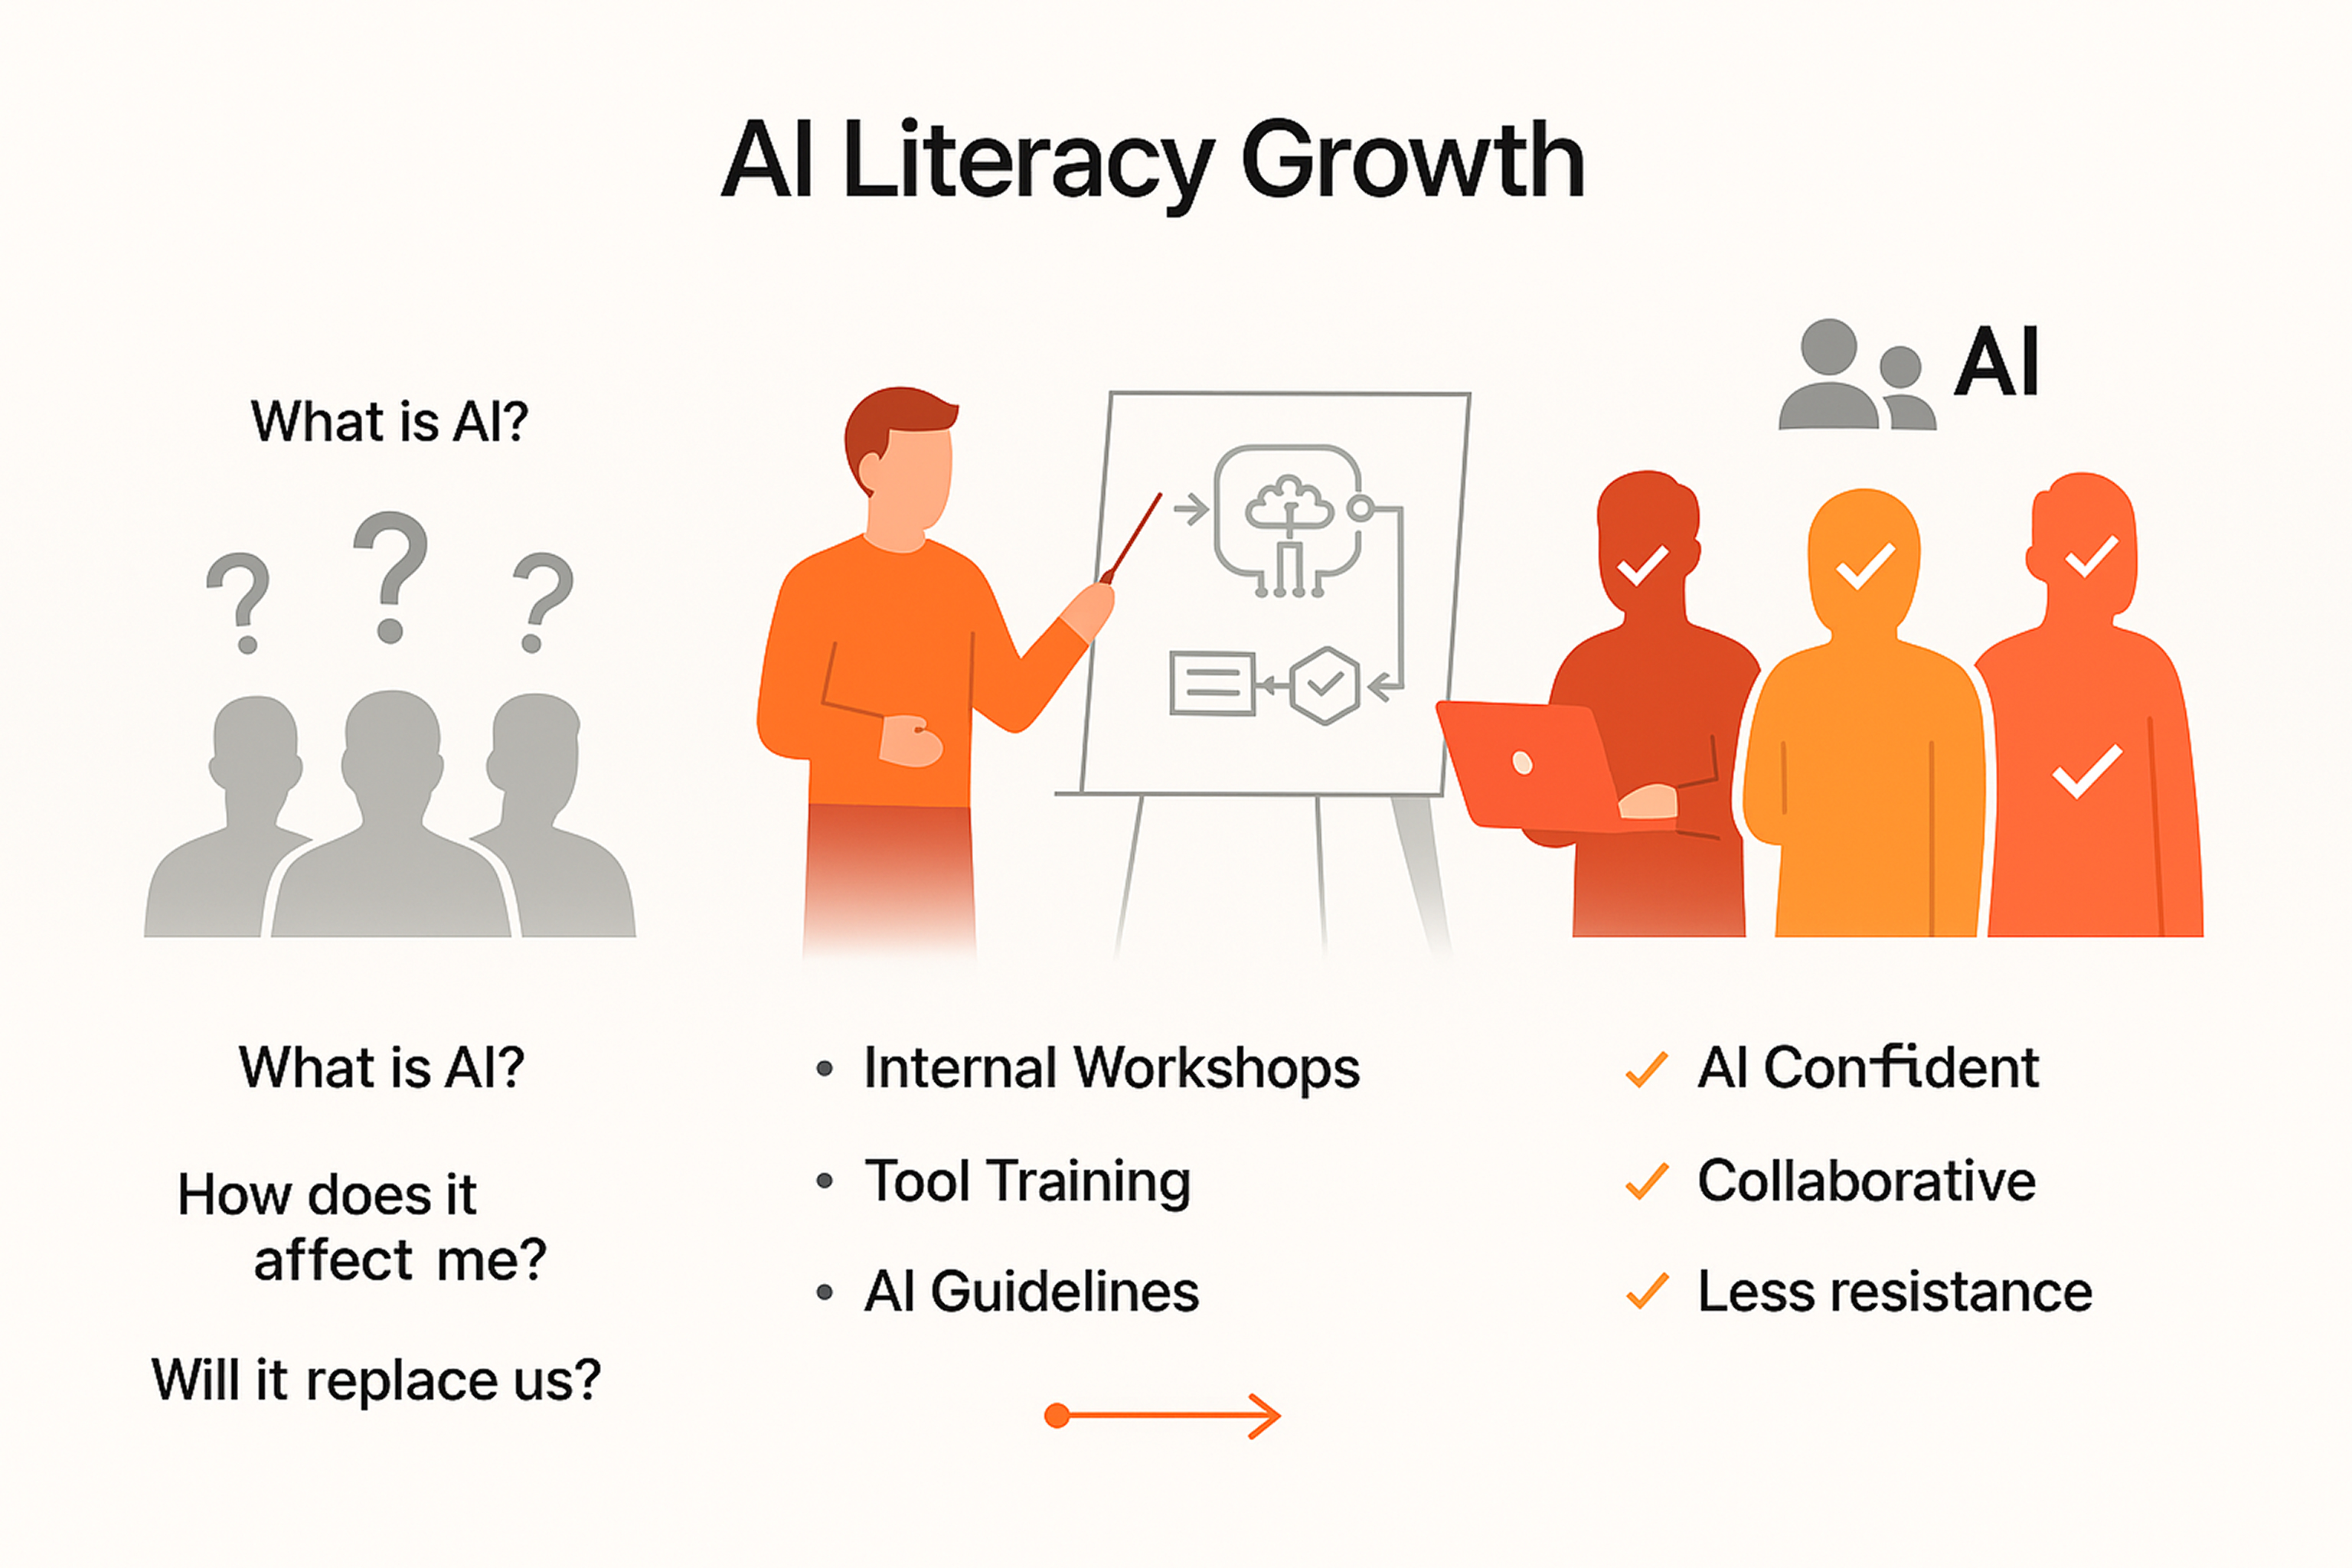 AI Literacy Growth
What is AI?
AI
What is AI?
How does it
affect me?
Will it replace us?
Internal Workshops
Tool Training
AI Guidelines
AI Confident
Collaborative
Less resistance